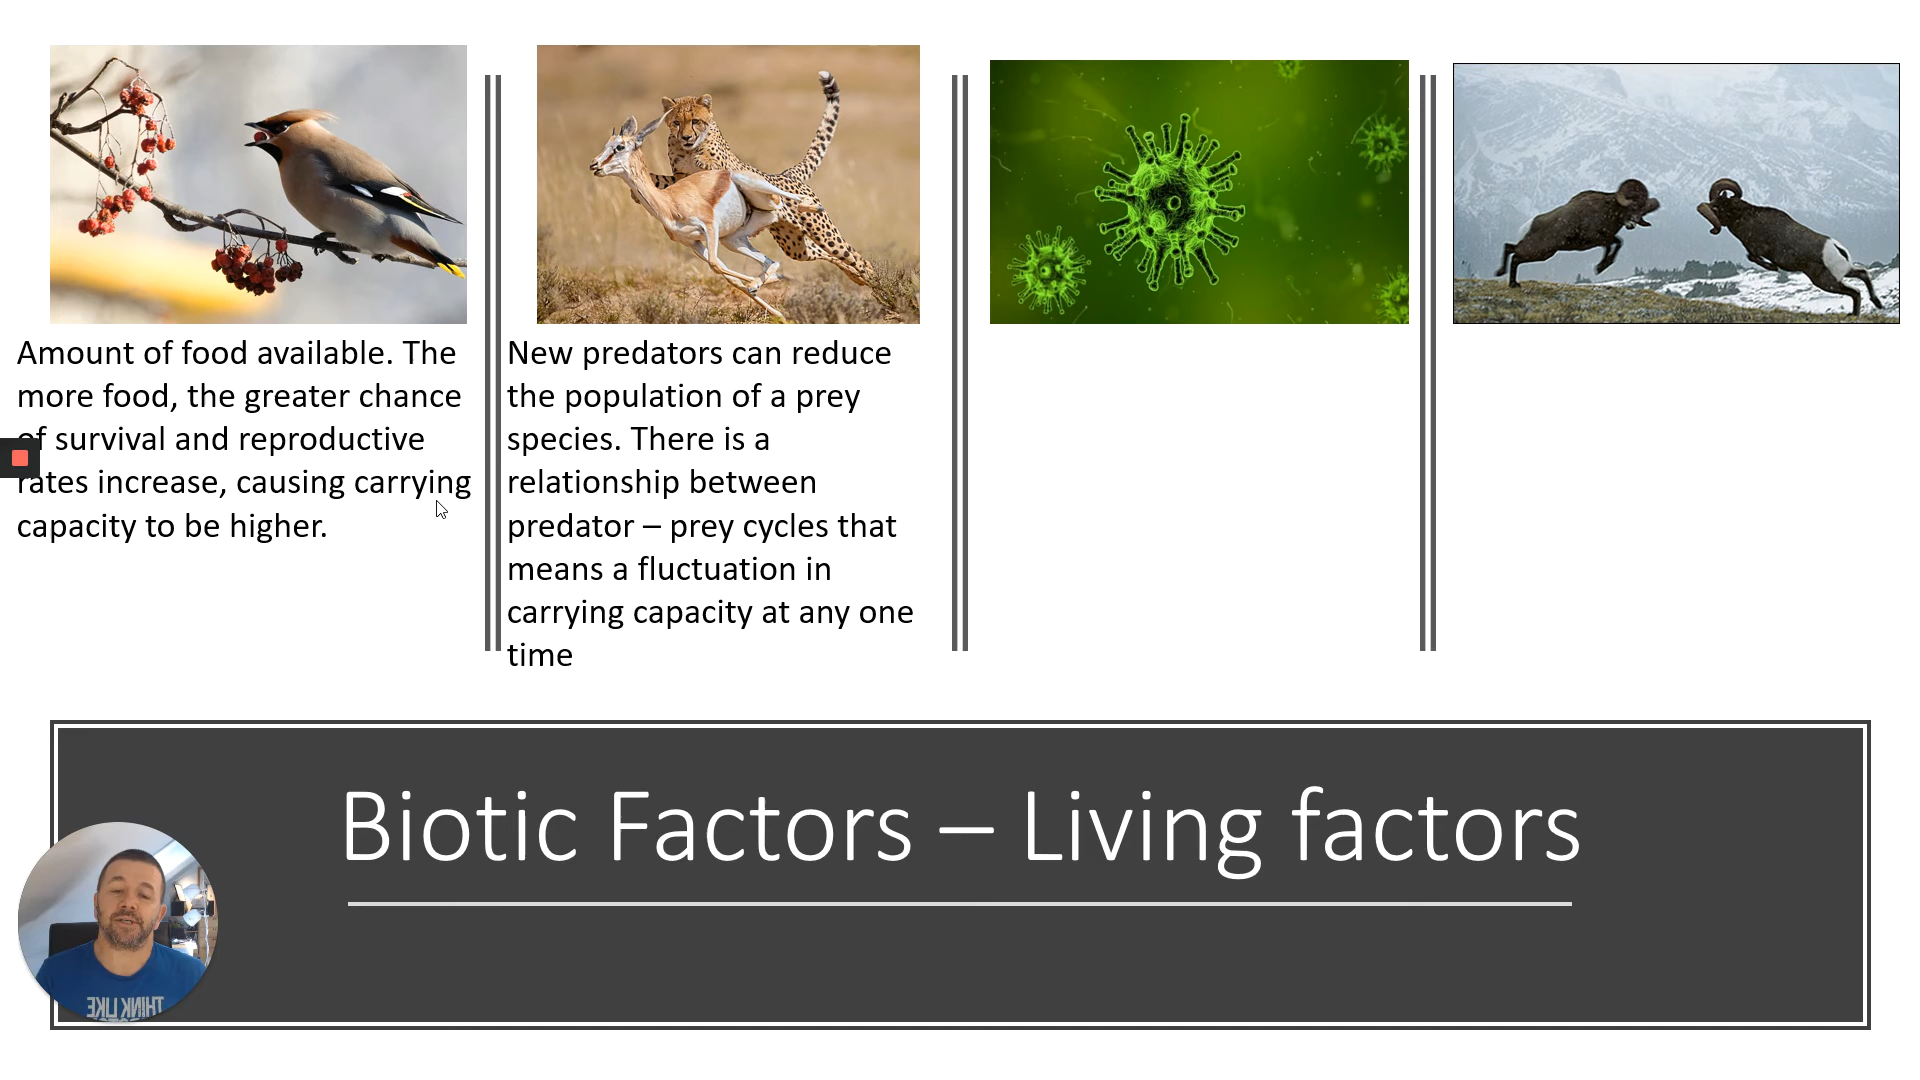 Amount of food available. The
more food, the greater chance
of survival and reproductive
rates increase, causing carrying
capacity to be higher.
New predators can reduce
the population of a prey
species. There is a
relationship between
predator – prey cycles that
means a fluctuation in
carrying capacity at any one
time
Biotic Factors – Living factors
THINK LIKE